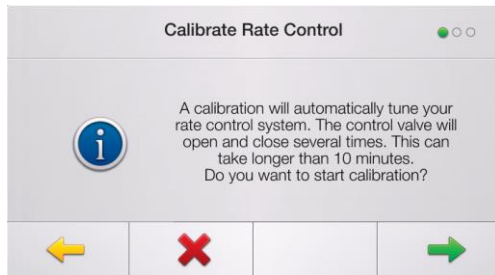 Calibrate Rate Control
A calibration will automatically tune your
rate control system. The control valve will
open and close several times. This can
take longer than 10 minutes.
Do you want to start calibration?